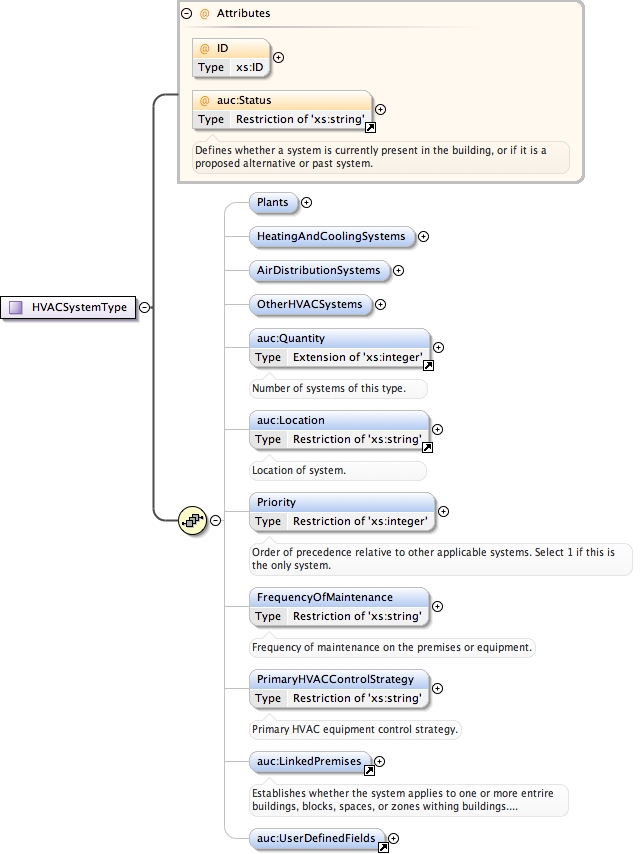 Attributes
@ ID
Type xs:ID
@ auc:Status
Type Restriction of 'xs:string'
Defines whether a system is currently present in the building, or if it is a
proposed alternative or past system.
HVACSystemType
Plants
HeatingAndCoolingSystems
AirDistributionSystems
OtherHVACSystems
auc:Quantity
Type Extension of 'xs:integer'
Number of systems of this type.
auc:Location
Type Restriction of 'xs:string'
Location of system.
Priority
Type Restriction of 'xs:integer'
Order of precedence relative to other applicable systems. Select 1 if this is
the only system.
FrequencyOfMaintenance
Type Restriction of 'xs:string'
Frequency of maintenance on the premises or equipment.
PrimaryHVACControlStrategy
Type Restriction of 'xs:string'
Primary HVAC equipment control strategy.
auc:LinkedPremises
Establishes whether the system applies to one or more entrire
buildings, blocks, spaces, or zones withing buildings....
auc:UserDefinedFields